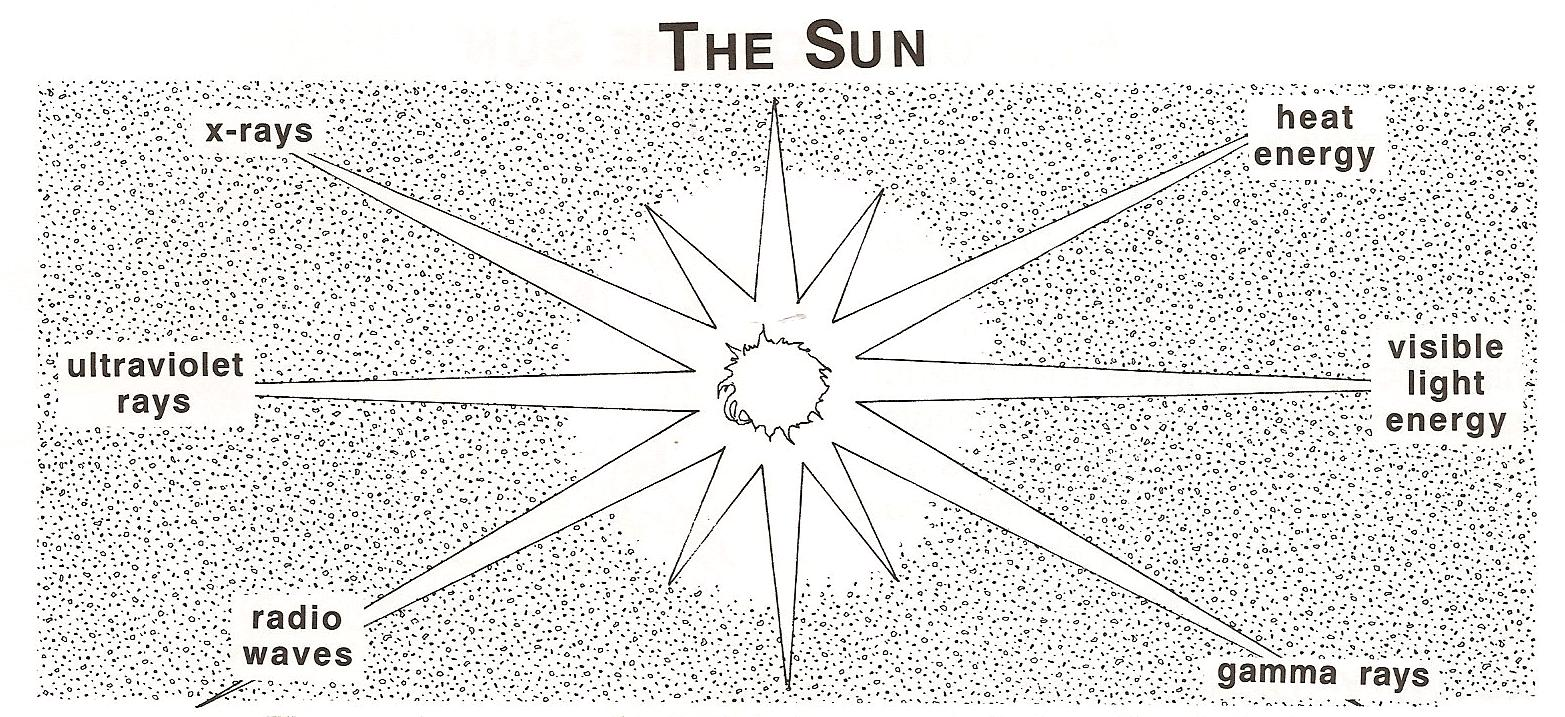 THE SUN
x-rays
heat
energy
ultraviolet
rays
visible
light
energy
radio
waves
gamma rays